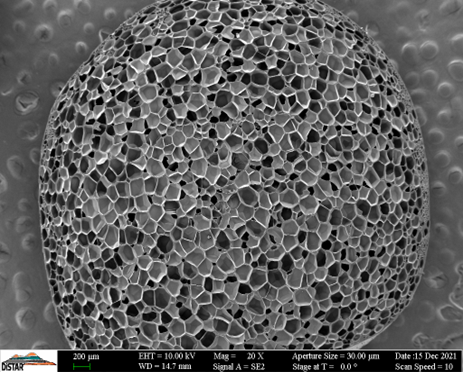 DiSTAR
200 µm
EHT = 10.00 kV
WD = 14.7 mm
Mag = 20 X
Signal A = SE2
Aperture Size = 30.00 µm
Stage at T = 0.0 °
Date :15 Dec 2021
Scan Speed = 10